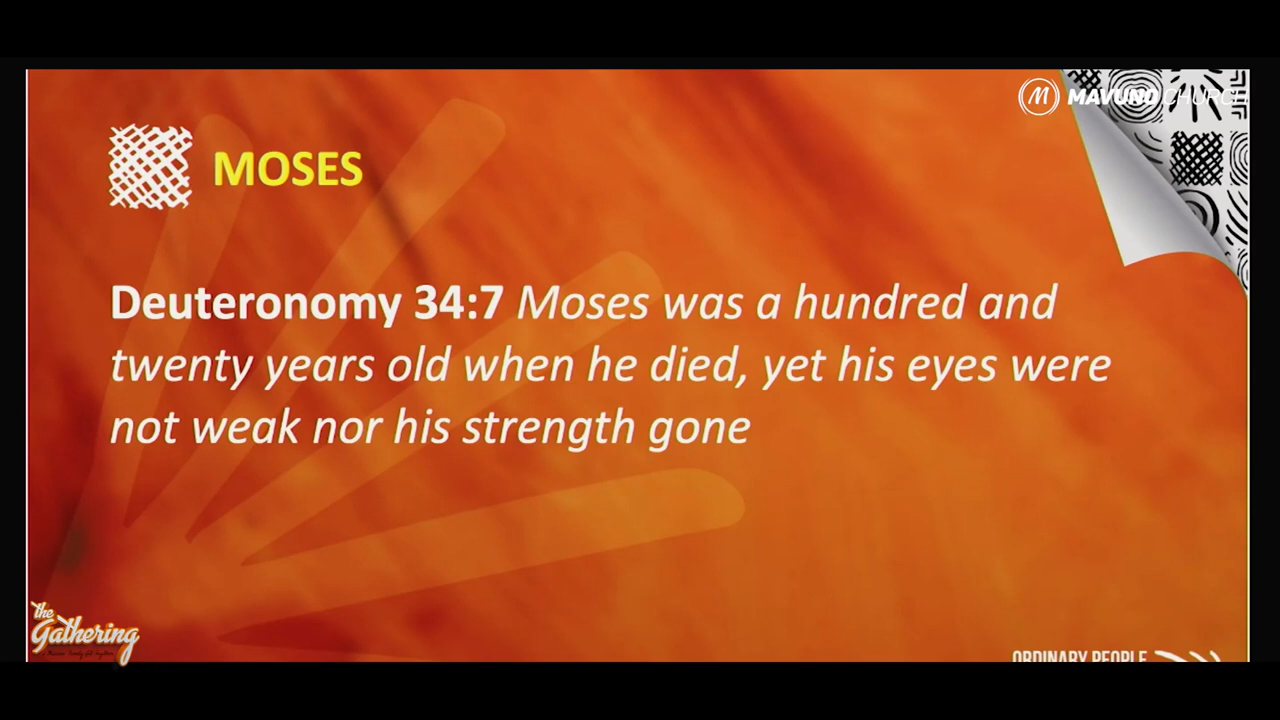 MAVUNO CHURCH
MOSES
Deuteronomy 34:7 Moses was a hundred and
twenty years old when he died, yet his eyes were
not weak nor his strength gone
the
Gathering
ORDINARY PEOPLE